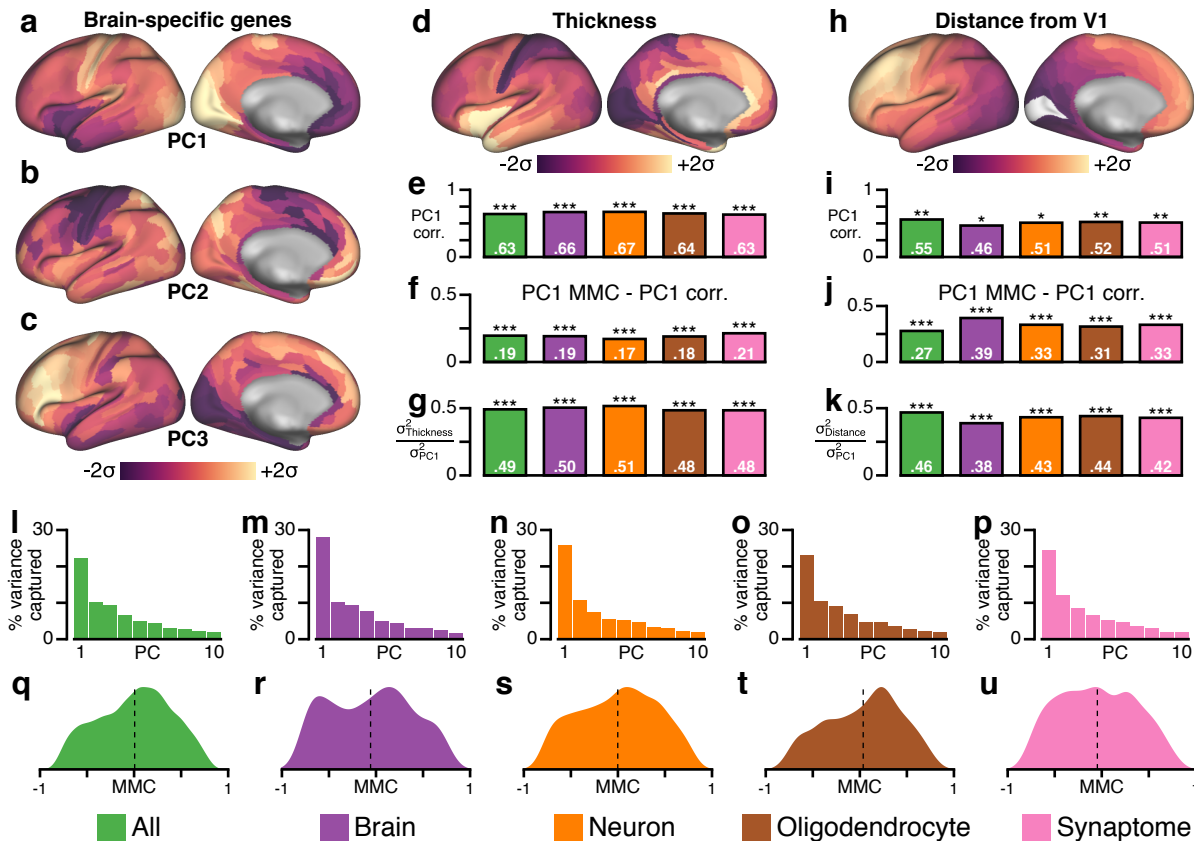 a
Brain-specific genes
PC1
b
PC2
c
PC3
-2σ
+2σ
d
Thickness
-2σ
+2σ
e
1
0
PC1
corr.
***
***
***
***
***
.63
.66
.67
.64
.63
f
PC1 MMC - PC1 corr.
0.5
0
***
***
***
***
***
.19
.19
.17
.18
.21
g
0.5
0
σ²Thickness
σ²PC1
***
***
***
***
***
.49
.50
.51
.48
.48
h
Distance from V1
-2σ
+2σ
i
1
0
PC1
corr.
**
*
*
**
**
.55
.46
.51
.52
.51
j
PC1 MMC - PC1 corr.
0.5
0
***
***
***
***
***
.27
.39
.33
.31
.33
k
0.5
0
σ²Distance
σ²PC1
***
***
***
***
***
.46
.38
.43
.44
.42
l
% variance
captured
30
0
1
PC
10
m
% variance
captured
30
0
1
PC
10
n
% variance
captured
30
0
1
PC
10
o
% variance
captured
30
0
1
PC
10
p
% variance
captured
30
0
1
PC
10
q
-1
MMC
1
r
-1
MMC
1
s
-1
MMC
1
t
-1
MMC
1
u
-1
MMC
1
All
Brain
Neuron
Oligodendrocyte
Synaptome